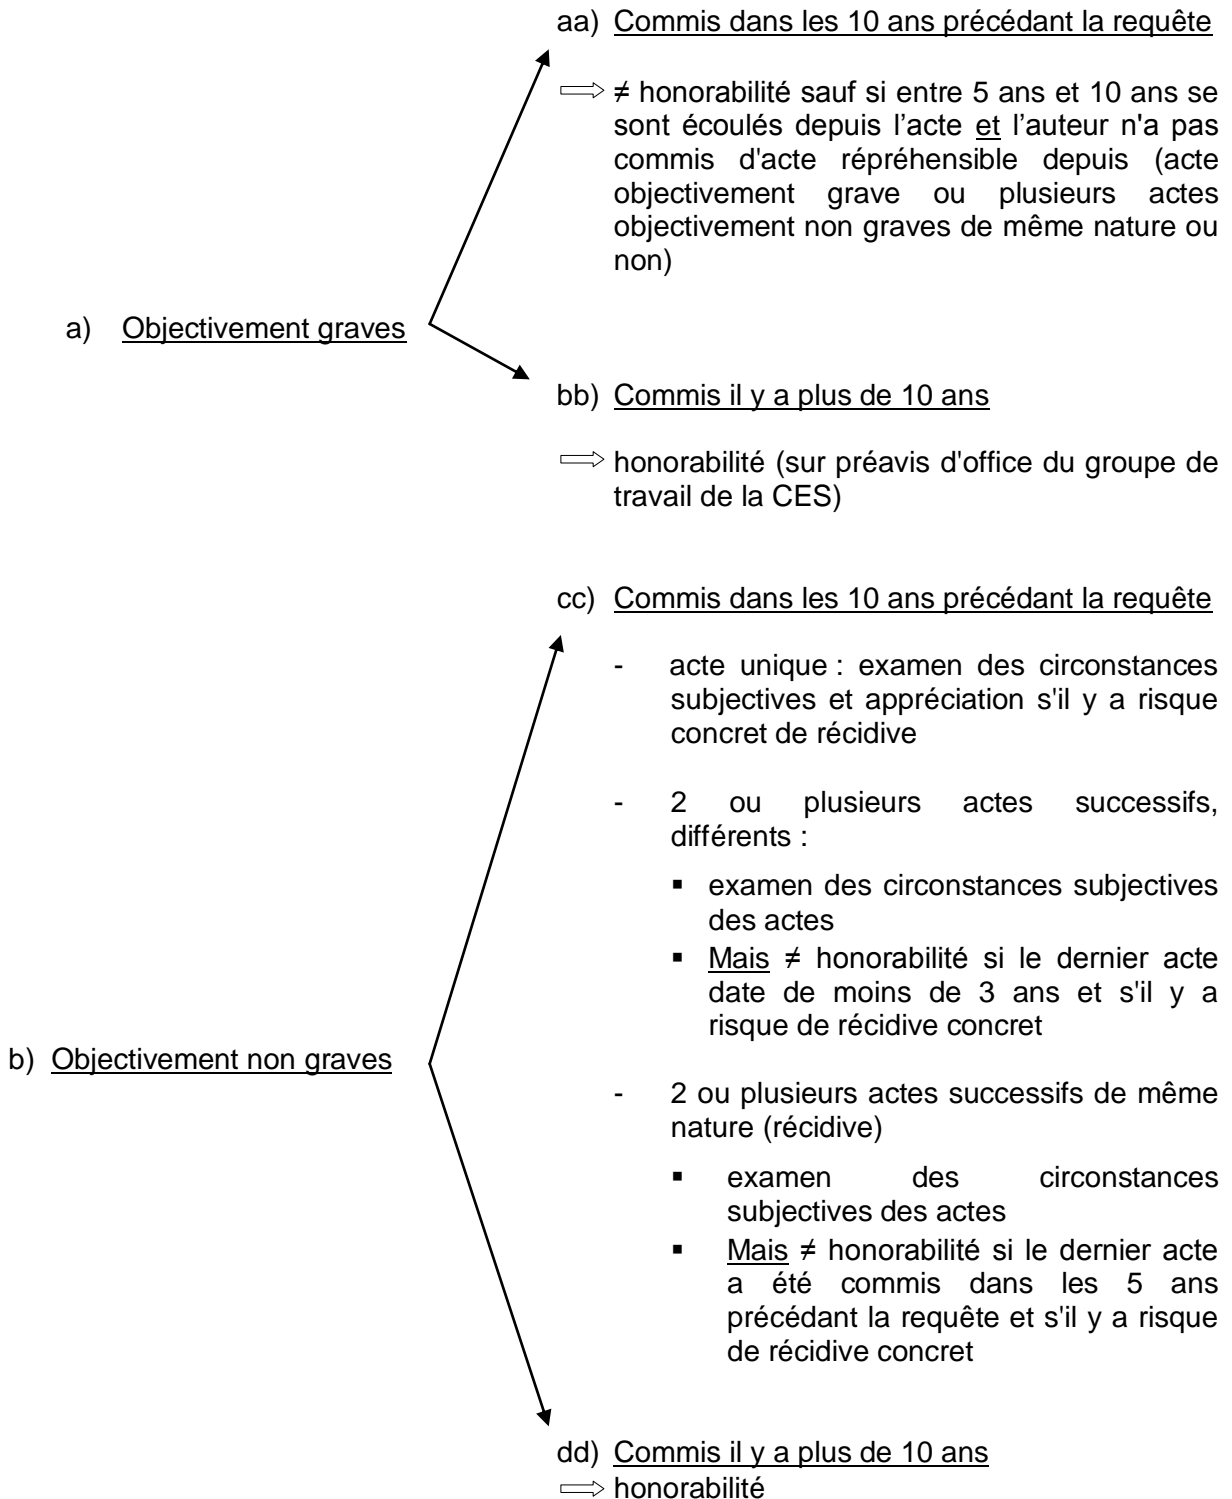 aa) Commis dans les 10 ans précédant la requête
≠ honorabilité sauf si entre 5 ans et 10 ans se
sont écoulés depuis l’acte et l’auteur n'a pas
commis d'acte répréhensible depuis (acte
objectivement grave ou plusieurs actes
objectivement non graves de même nature ou
non)
a) Objectivement graves
bb) Commis il y a plus de 10 ans
honorabilité (sur préavis d'office du groupe de
travail de la CES)
cc) Commis dans les 10 ans précédant la requête
- acte unique : examen des circonstances
subjectives et appréciation s'il y a risque
concret de récidive
- 2 ou plusieurs actes successifs,
différents :
▪ examen des circonstances subjectives
des actes
▪ Mais ≠ honorabilité si le dernier acte
date de moins de 3 ans et s'il y a
risque de récidive concret
b) Objectivement non graves
- 2 ou plusieurs actes successifs de même
nature (récidive)
▪ examen des circonstances
subjectives des actes
▪ Mais ≠ honorabilité si le dernier acte
a été commis dans les 5 ans
précédant la requête et s'il y a risque
de récidive concret
dd) Commis il y a plus de 10 ans
honorabilité